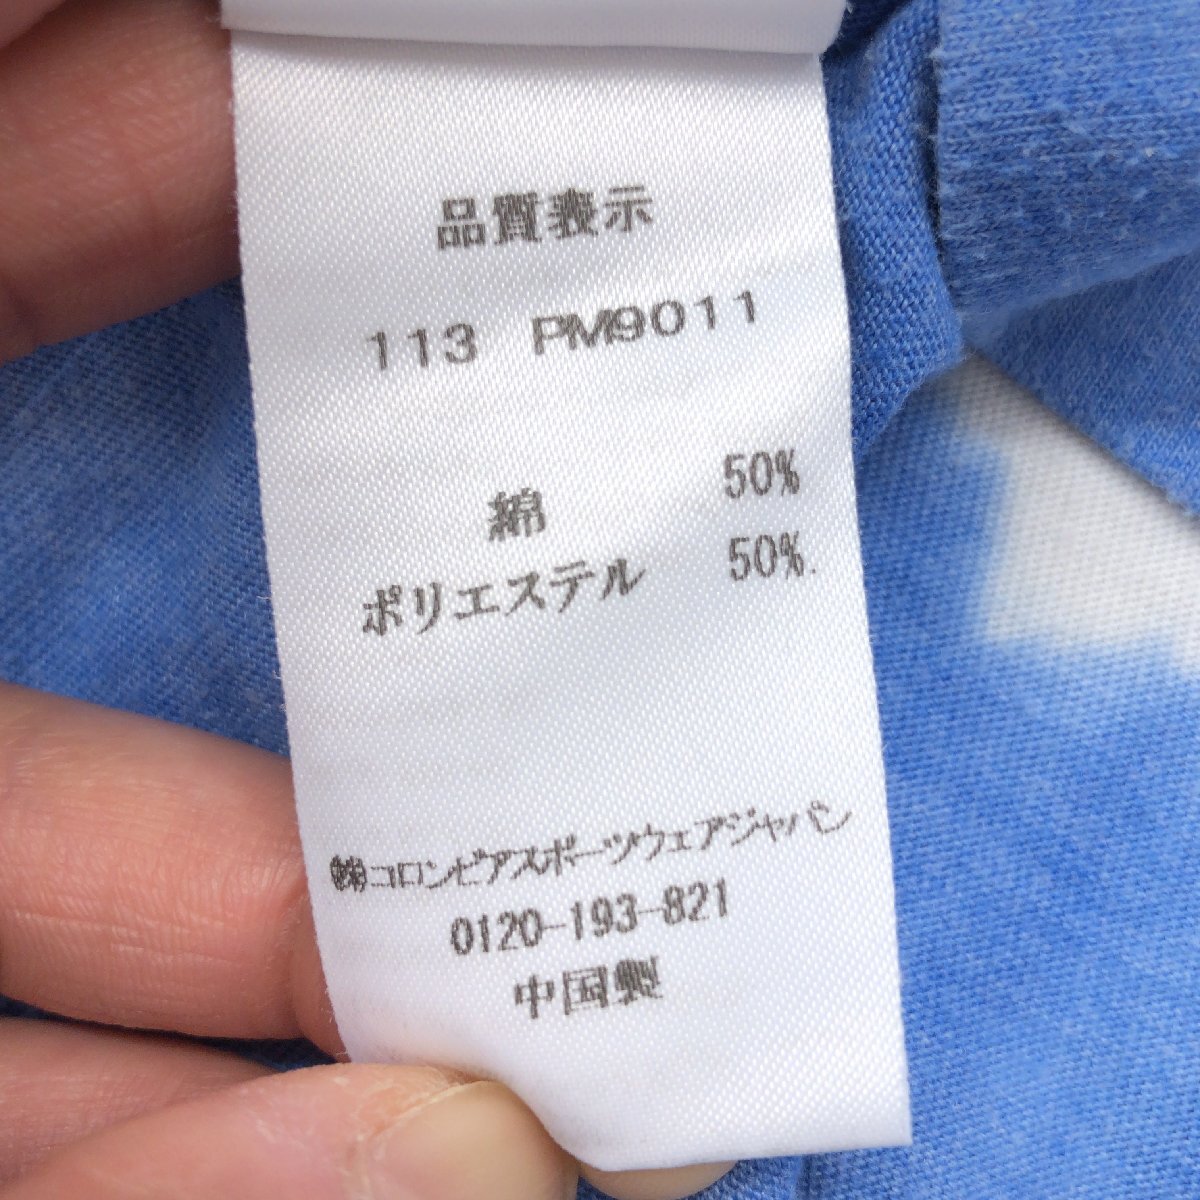 品質表示
113 PM9011
綿 50%
ポリエステル 50%.
㈱コロンビアスポーツウェアジャパン
0120-193-821
中国製